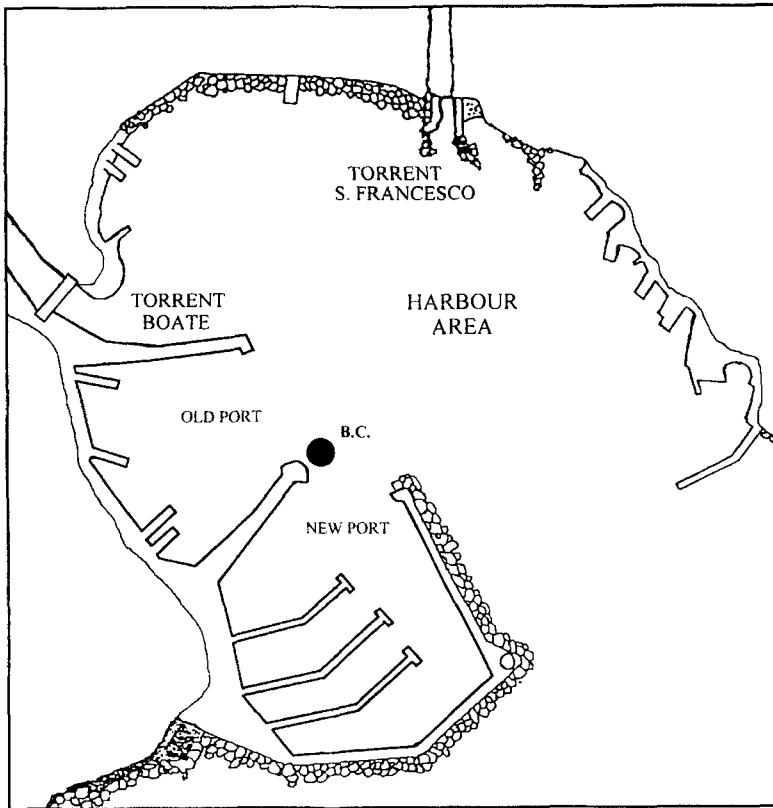 TORRENT
S. FRANCESCO
TORRENT
BOATE
HARBOUR
AREA
OLD PORT
B.C.
NEW PORT